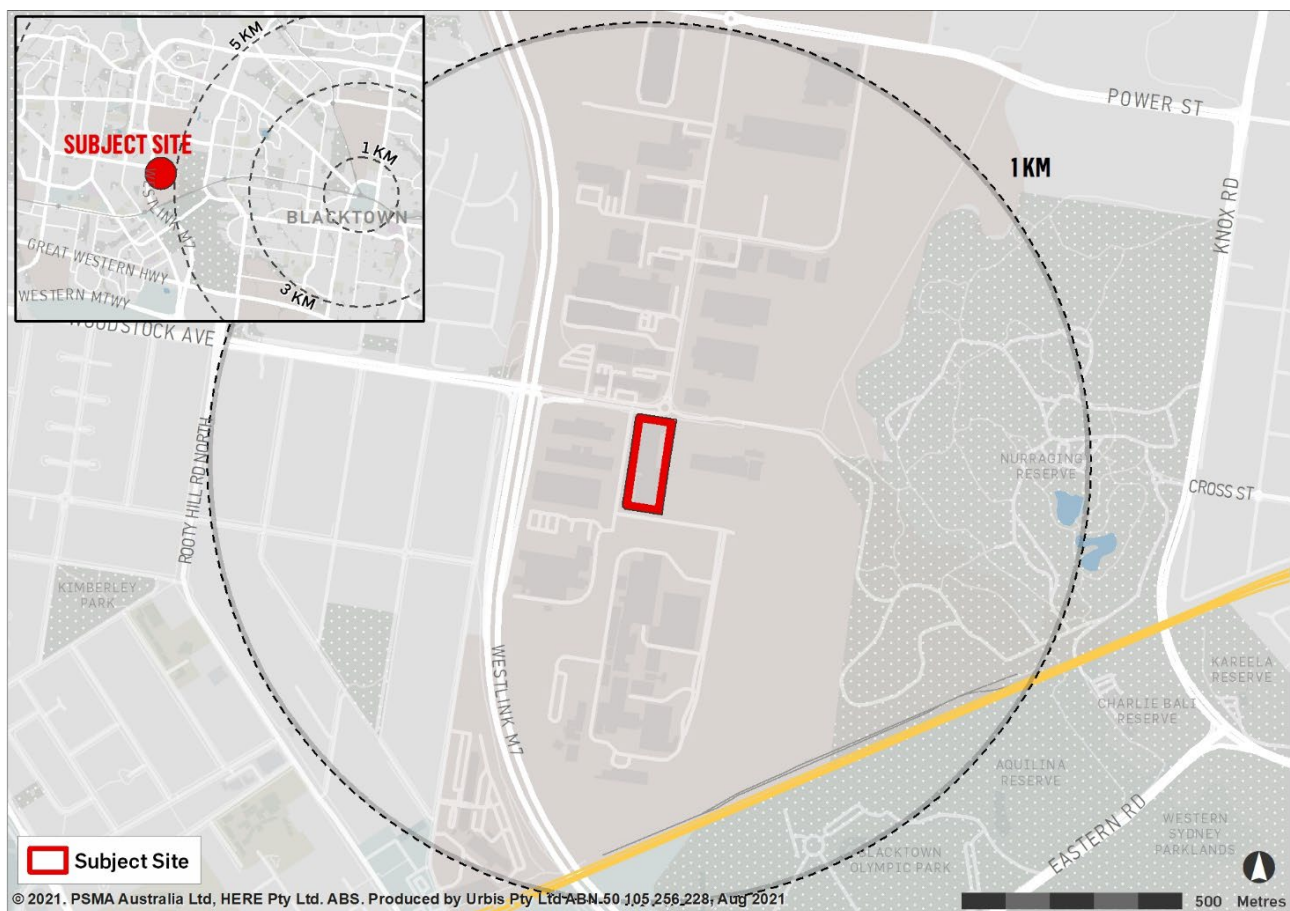 5 KM
SUBJECT SITE
1 KM
WESTLINK M7
BLACKTOWN
GREAT WESTERN HWY
3 KM
WESTERN MTWY
WOODSTOCK AVE
POWER ST
1 KM
KNOX RD
ROOTY HILL RD NORTH
NURRAGING
RESERVE
CROSS ST
KIMBERLEY
PARK
WESTLINK M7
KAREELA
RESERVE
CHARLIE BALI
RESERVE
AQUILINA
RESERVE
EASTERN RD
WESTERN
SYDNEY
PARKLANDS
BLACKTOWN
OLYMPIC PARK
Subject Site
© 2021. PSMA Australia Ltd, HERE Pty Ltd. ABS. Produced by Urbis Pty Ltd ABN 50 105 256 228, Aug 2021
500 Metres